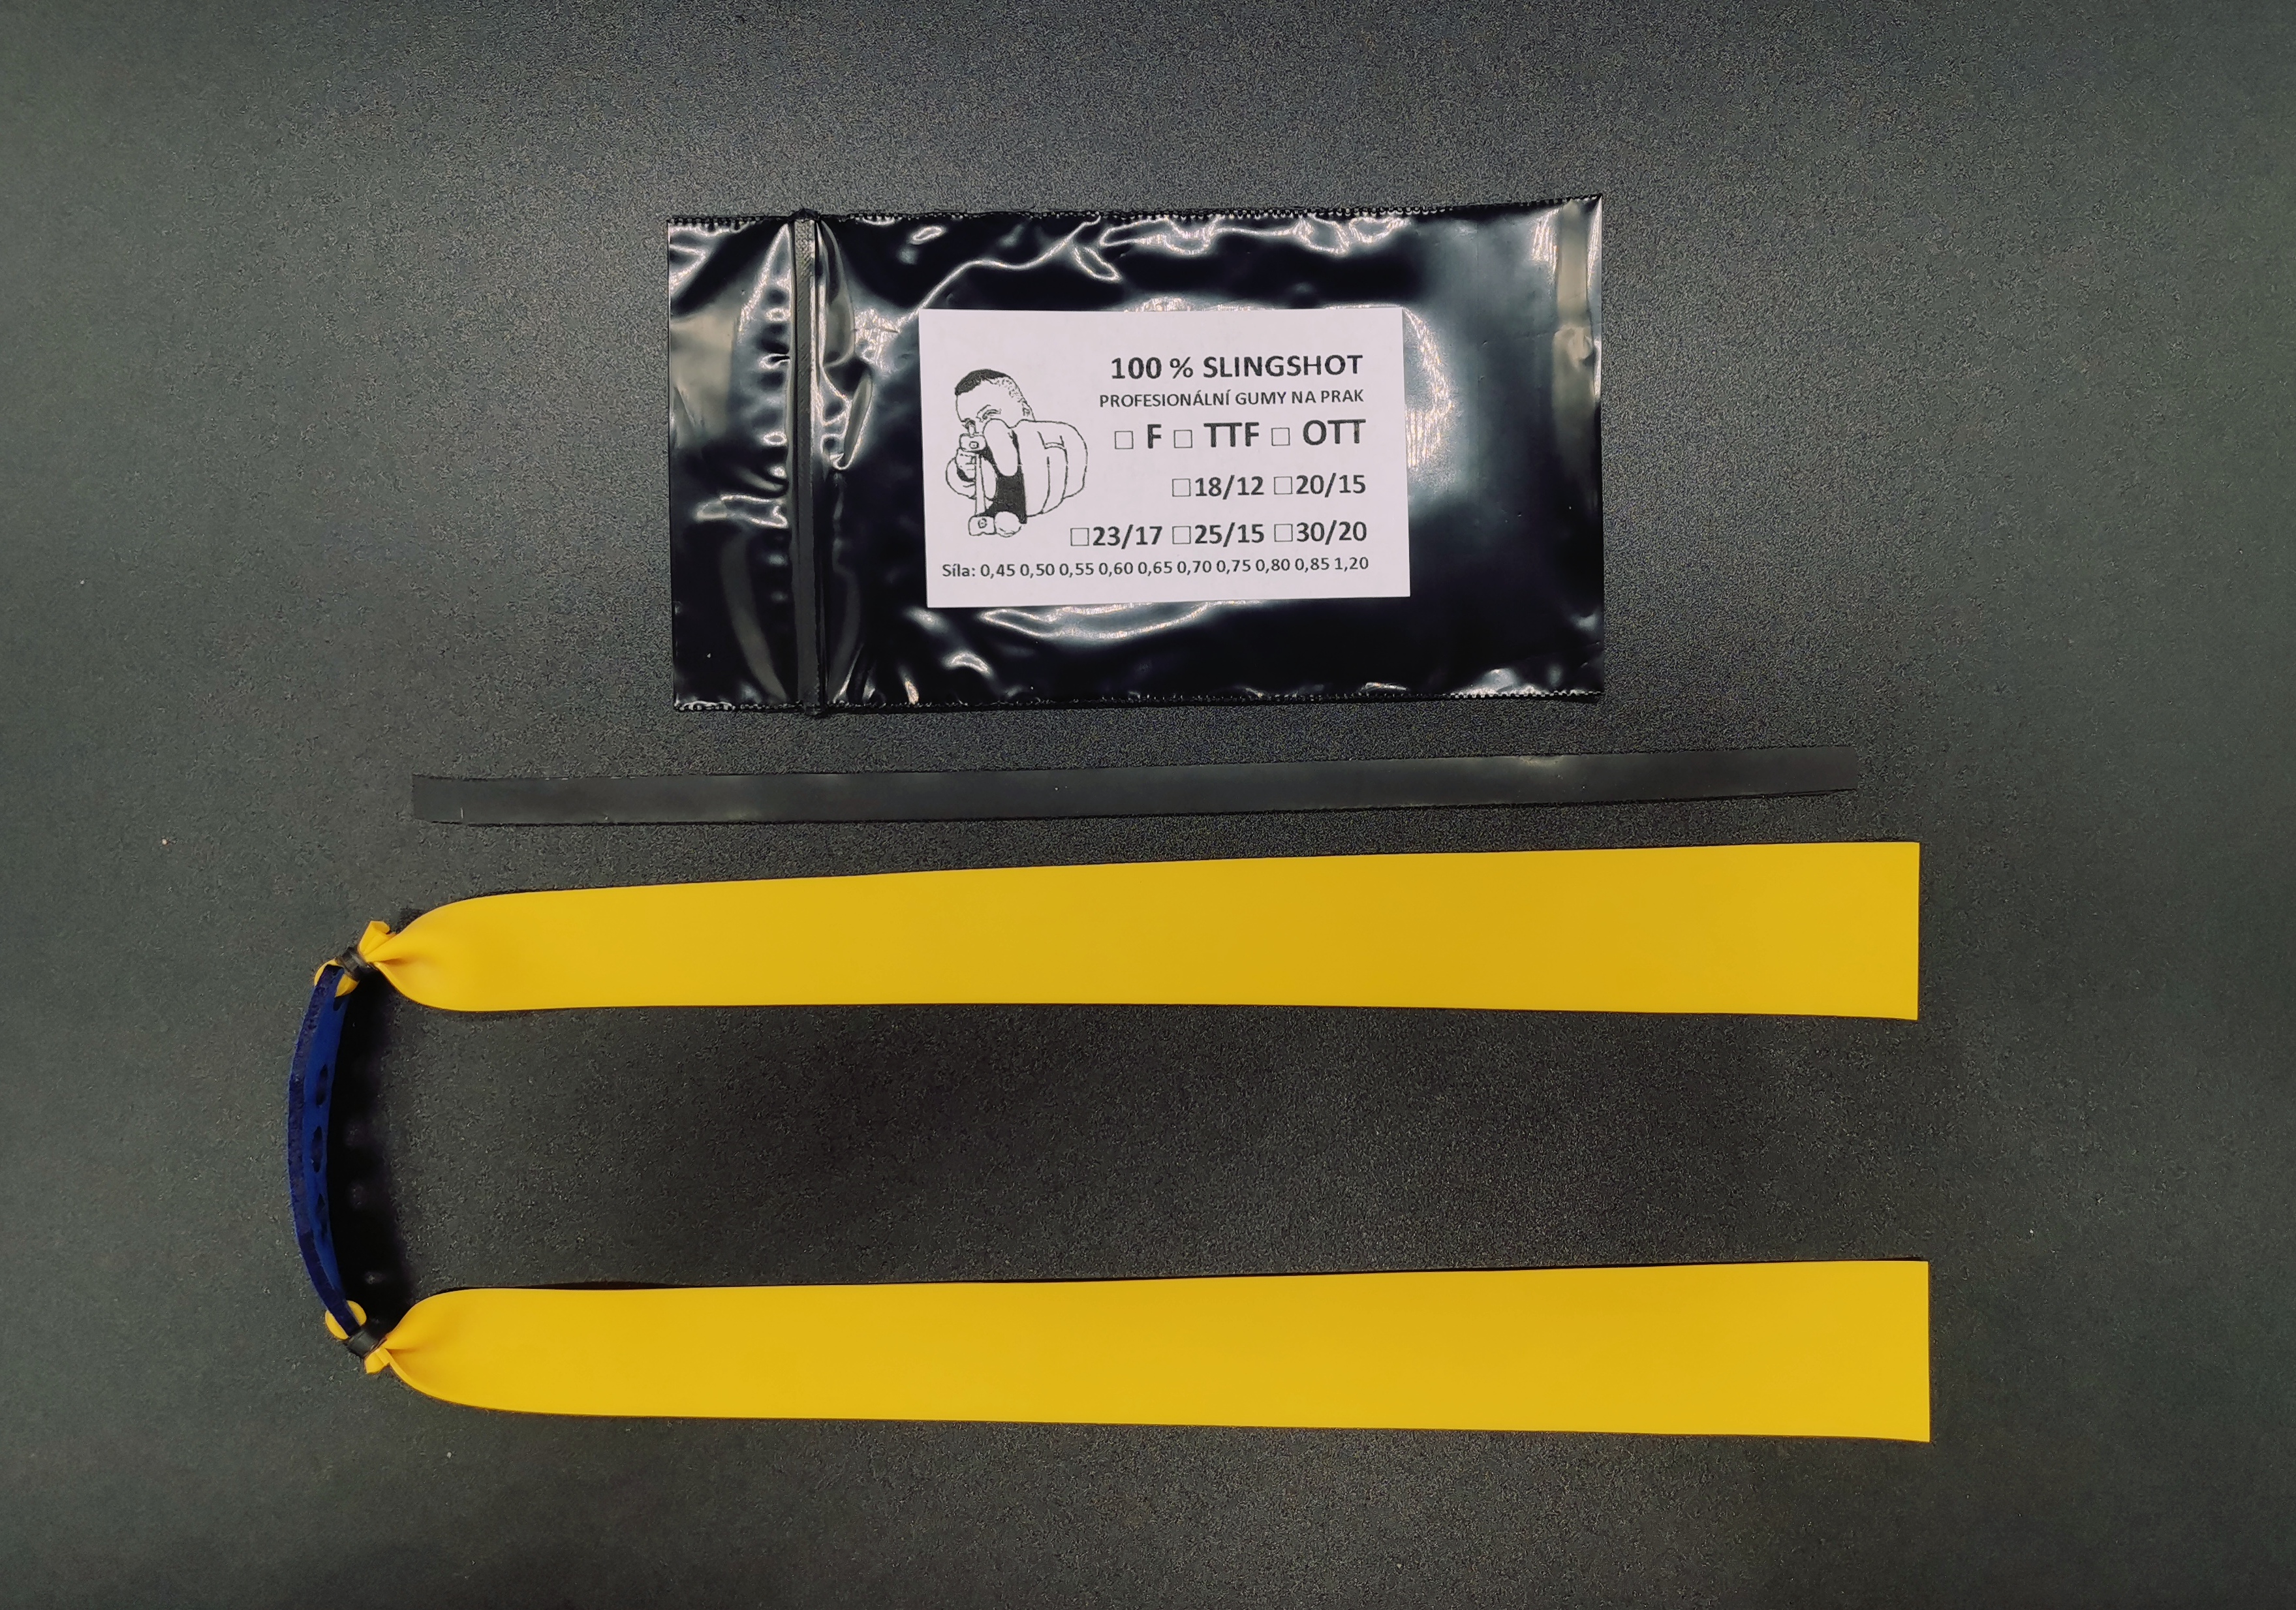 100 % SLINGSHOT
PROFESIONÁLNÍ GUMY NA PRAK
☐ F ☐ TTF ☐ OTT
☐18/12 ☐20/15
☐23/17 ☐25/15 ☐30/20
Síla: 0,45 0,50 0,55 0,60 0,65 0,70 0,75 0,80 0,85 1,20